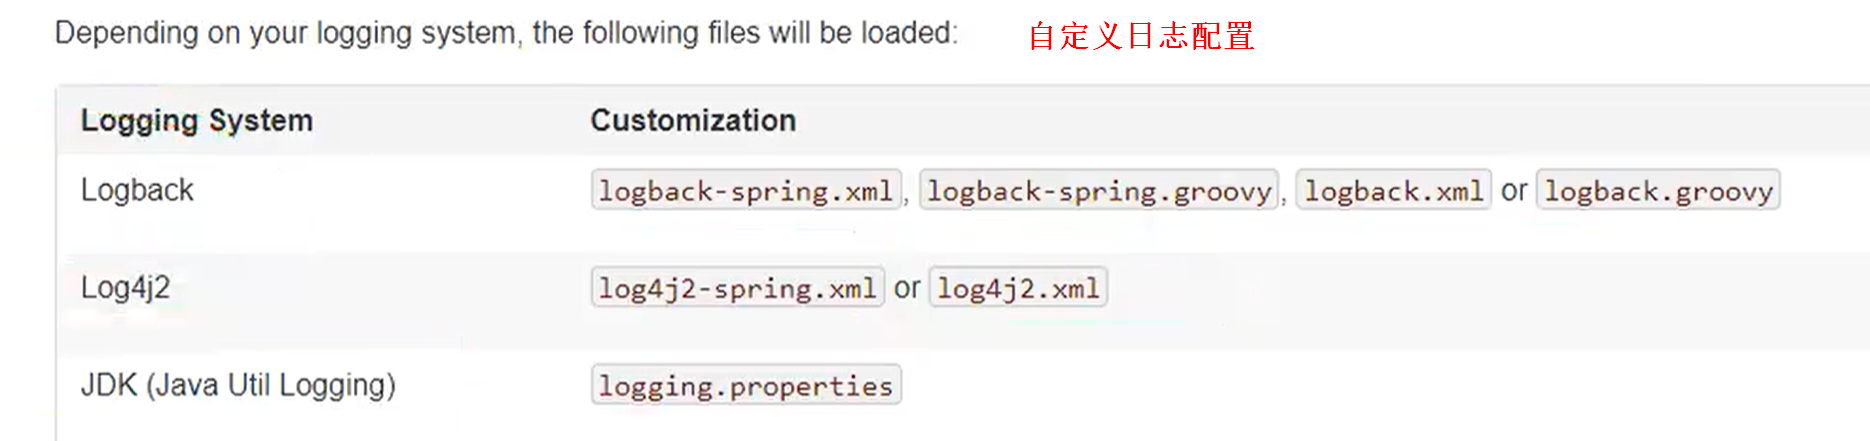 Depending on your logging system, the following files will be loaded: 自定义日志配置
Logging System Customization
Logback logback-spring.xml, logback-spring.groovy, logback.xml or logback.groovy
Log4j2 log4j2-spring.xml or log4j2.xml
JDK (Java Util Logging) logging.properties